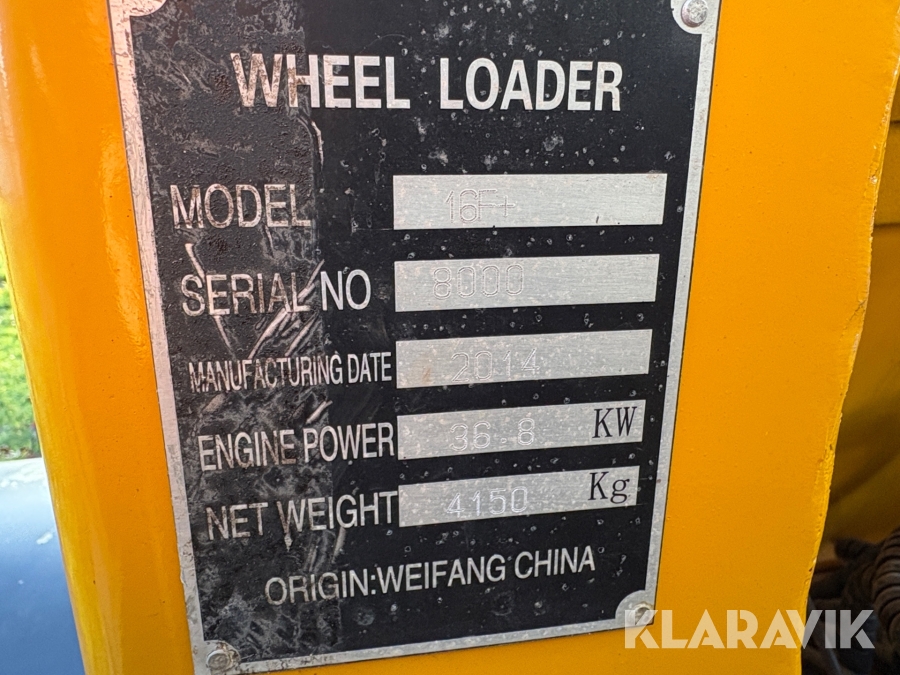 WHEEL LOADER
MODEL 16F+
SERIAL NO 8000
MANUFACTURING DATE 2014
ENGINE POWER 36.8 KW
NET WEIGHT 4150 Kg
ORIGIN:WEIFANG CHINA
KLARAVIK